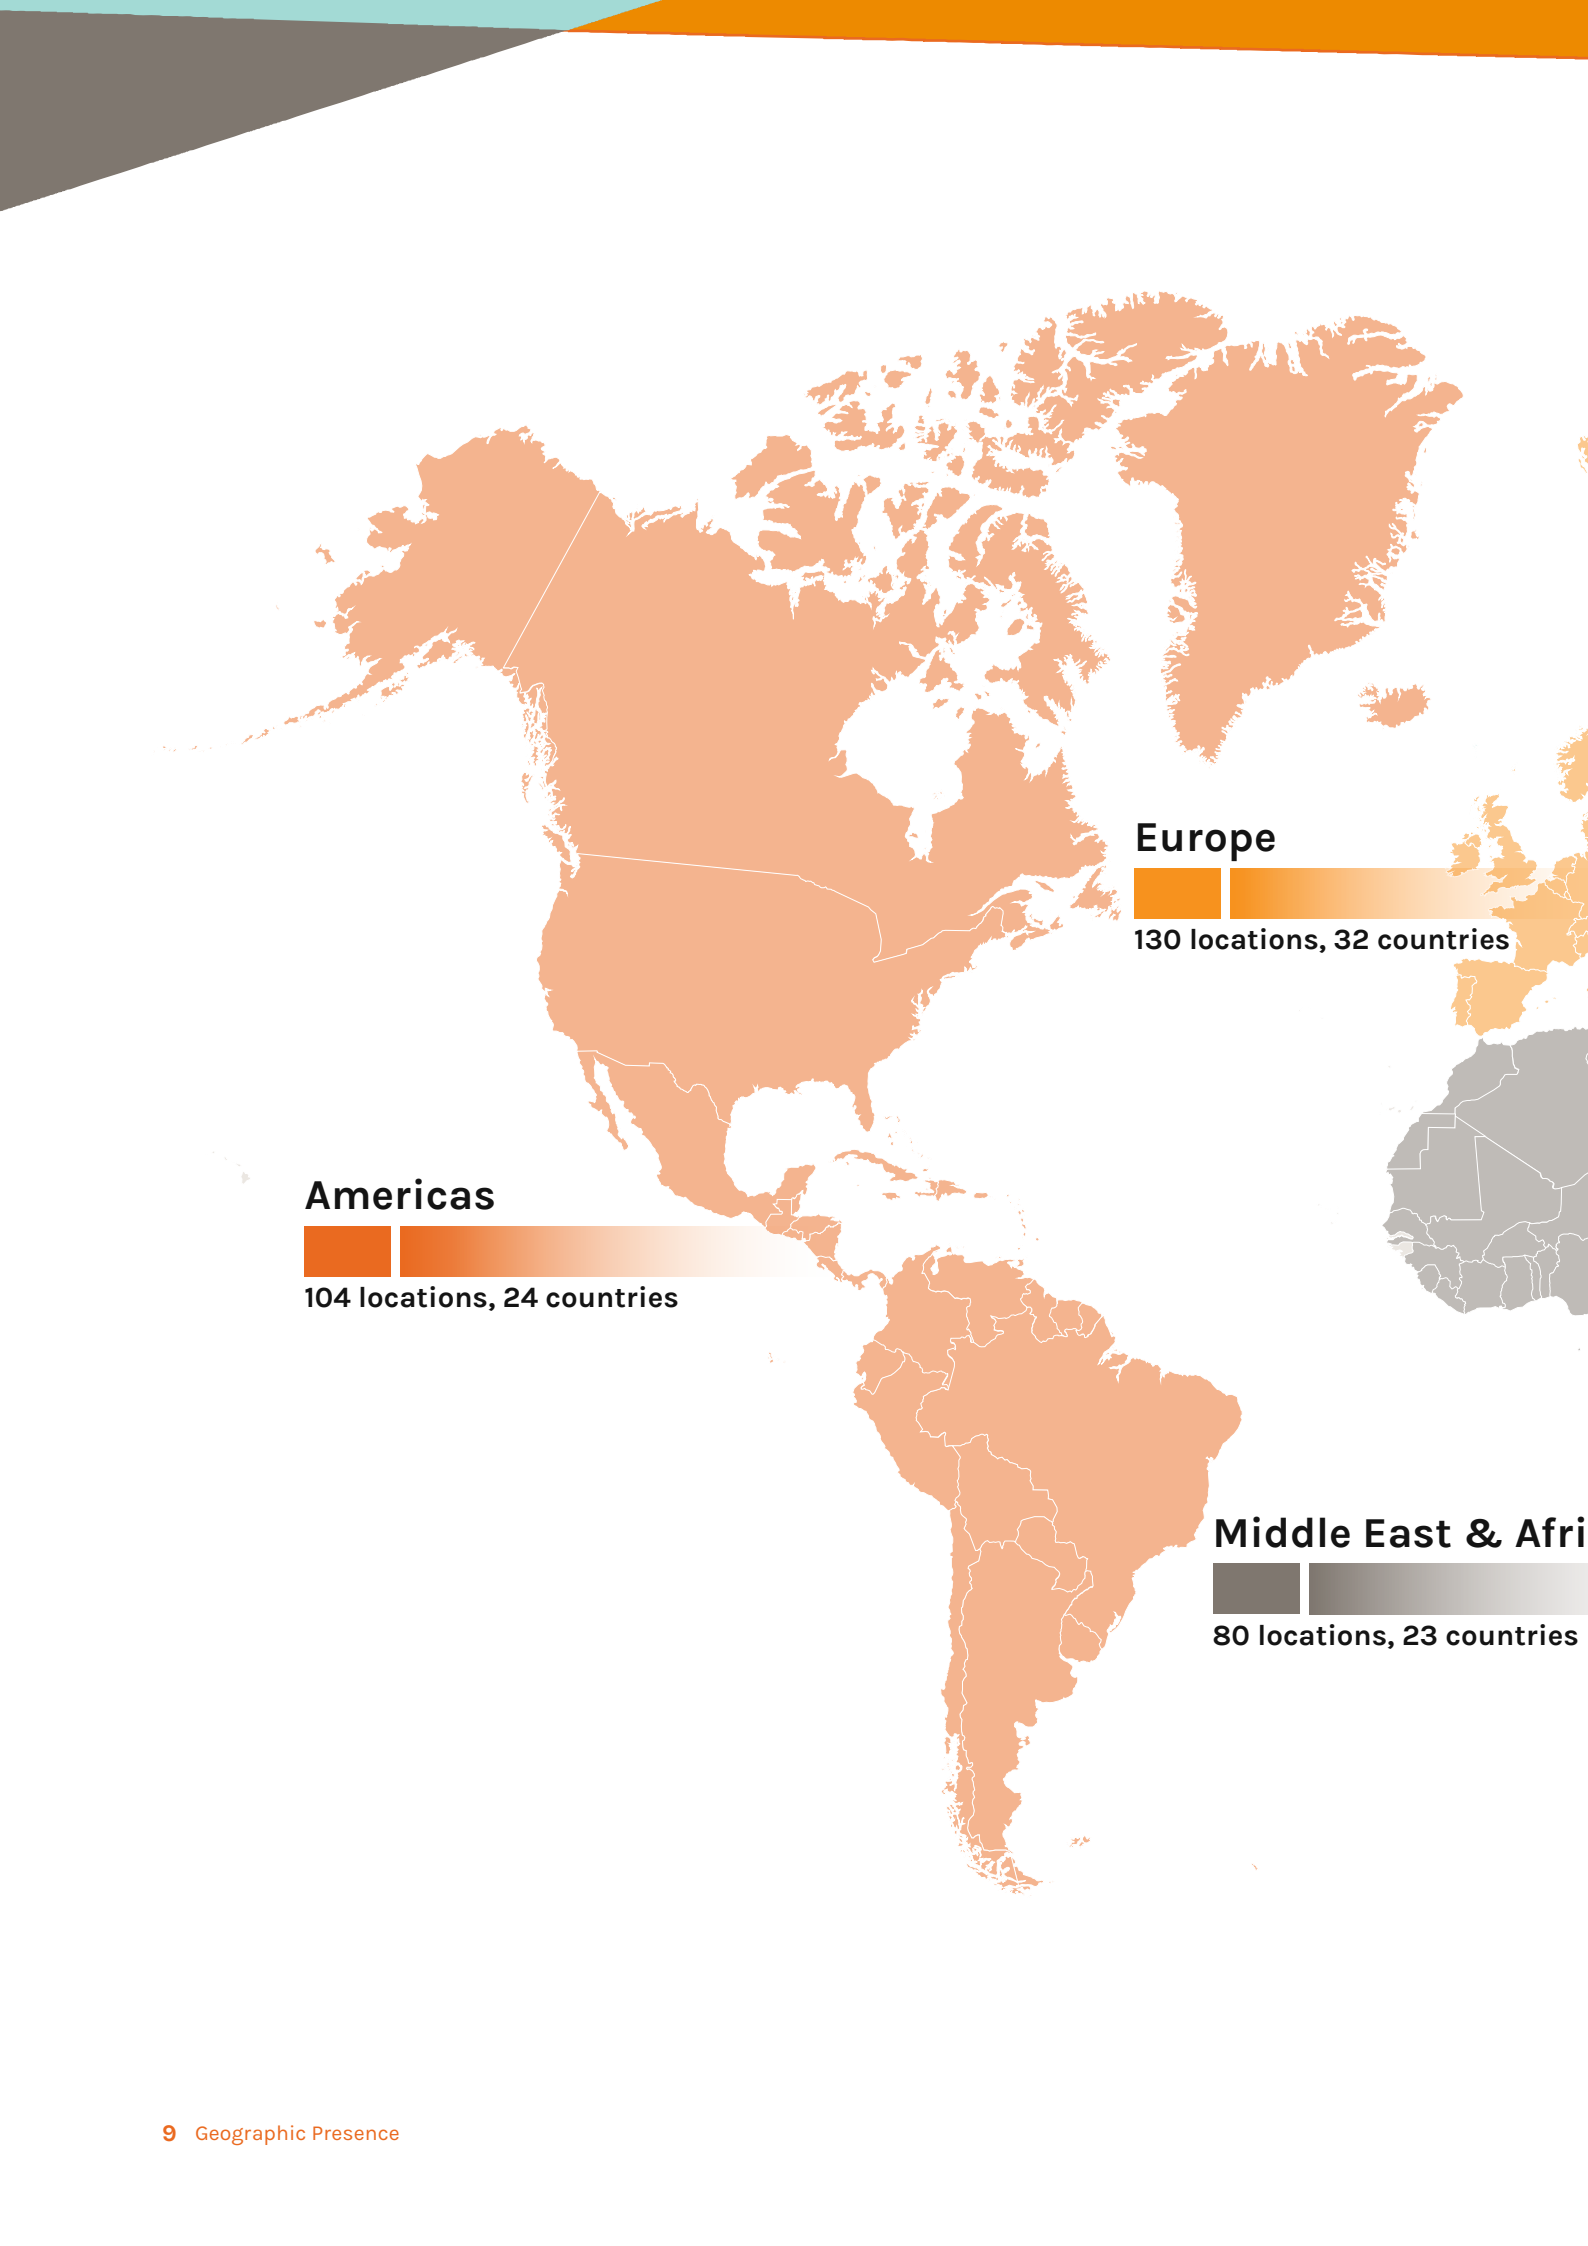 Europe
130 locations, 32 countries
Americas
104 locations, 24 countries
Middle East & Afri
80 locations, 23 countries
9 Geographic Presence